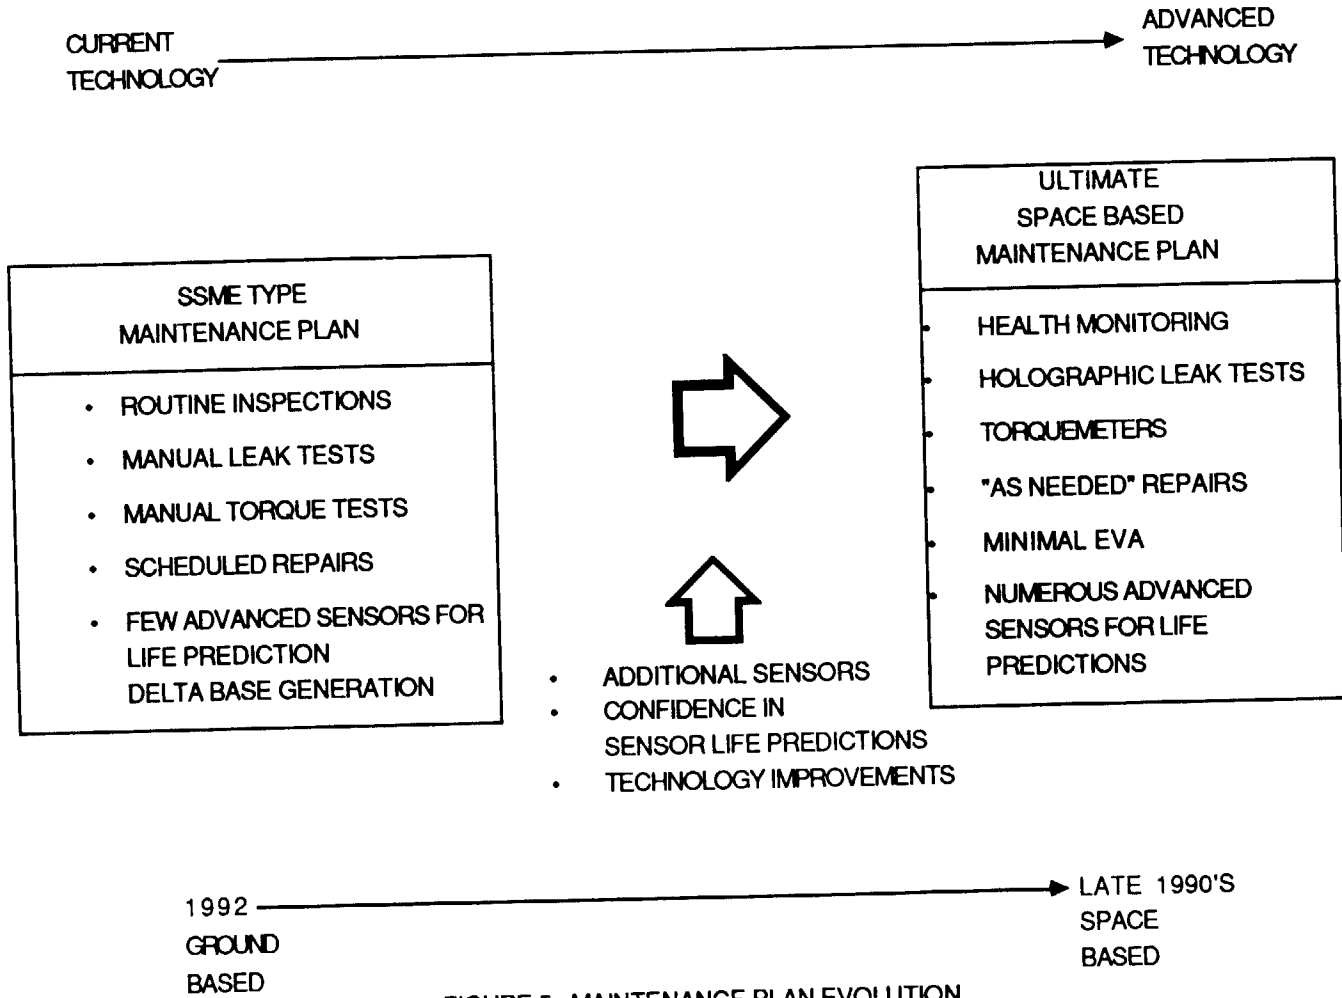 CURRENT
TECHNOLOGY
ADVANCED
TECHNOLOGY
SSME TYPE
MAINTENANCE PLAN
• ROUTINE INSPECTIONS
• MANUAL LEAK TESTS
• MANUAL TORQUE TESTS
• SCHEDULED REPAIRS
• FEW ADVANCED SENSORS FOR
LIFE PREDICTION
DELTA BASE GENERATION
• ADDITIONAL SENSORS
• CONFIDENCE IN
SENSOR LIFE PREDICTIONS
• TECHNOLOGY IMPROVEMENTS
ULTIMATE
SPACE BASED
MAINTENANCE PLAN
• HEALTH MONITORING
• HOLOGRAPHIC LEAK TESTS
• TORQUEMETERS
• "AS NEEDED" REPAIRS
• MINIMAL EVA
• NUMEROUS ADVANCED
SENSORS FOR LIFE
PREDICTIONS
1992
GROUND
BASED
LATE 1990'S
SPACE
BASED
MAINTENANCE PLAN EVOLUTION